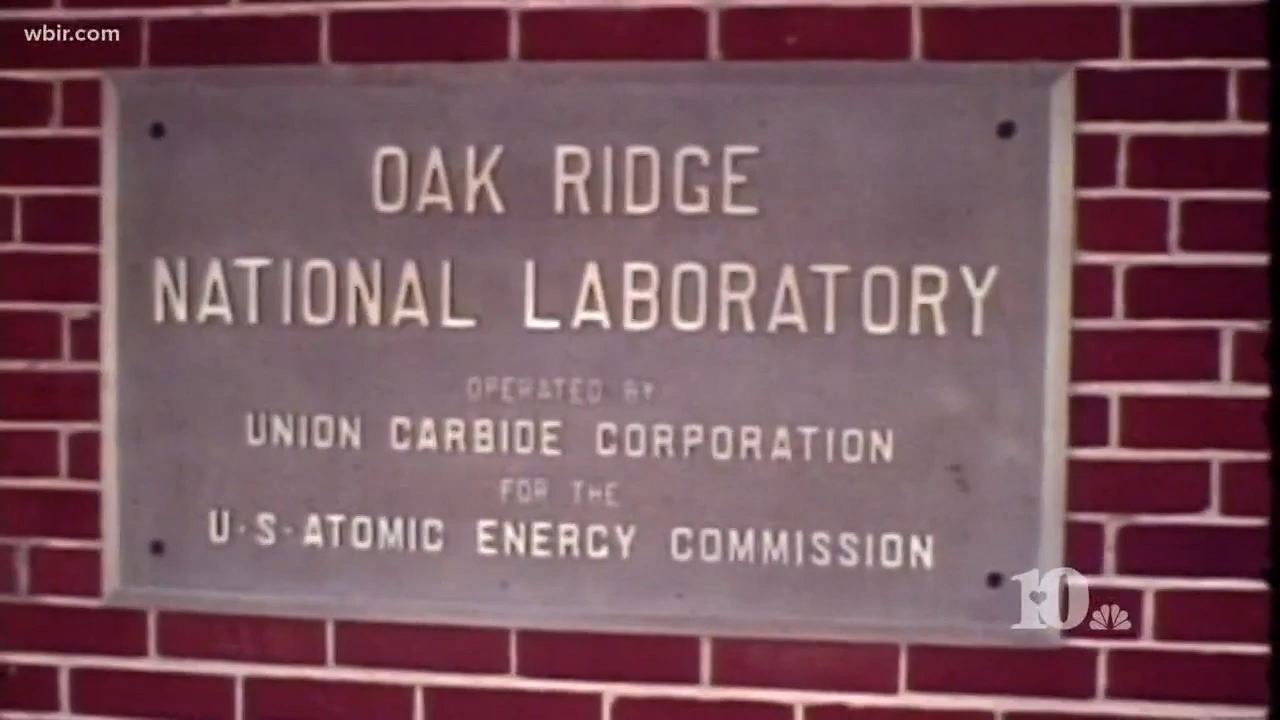 wbir.com
OAK RIDGE
NATIONAL LABORATORY
OPERATED BY
UNION CARBIDE CORPORATION
FOR THE
U·S·ATOMIC ENERGY COMMISSION
10